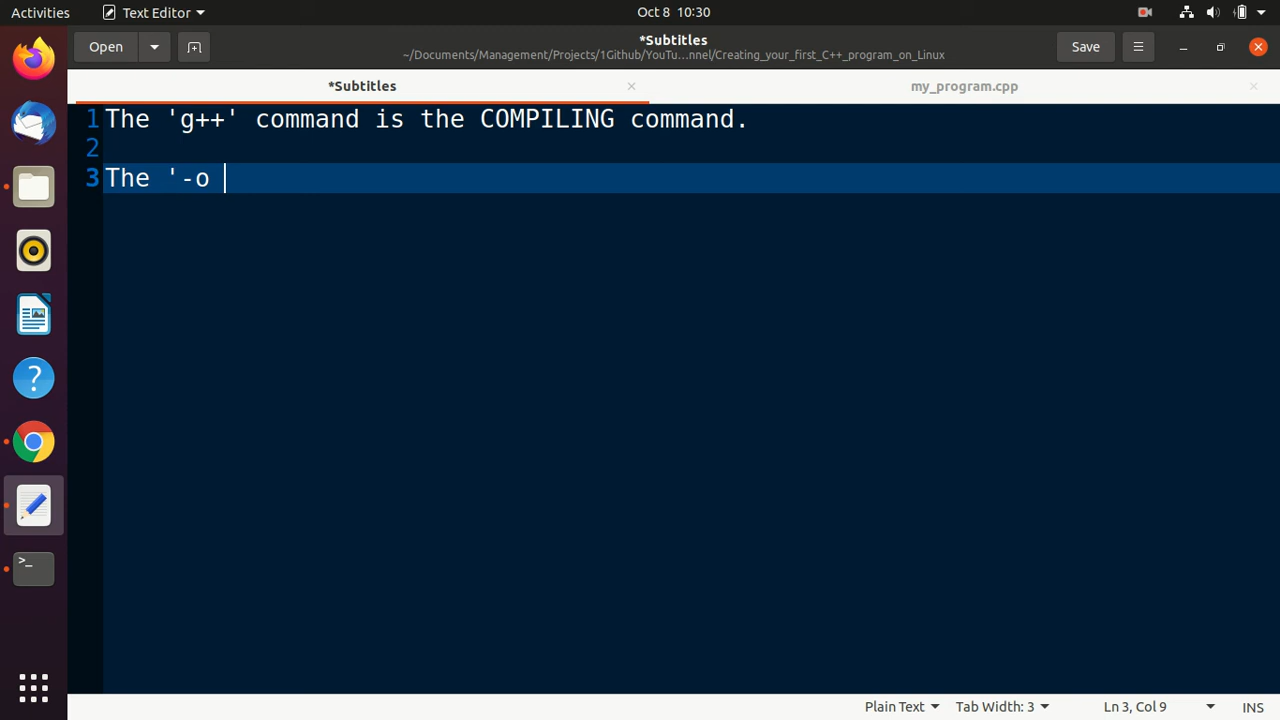 Activities Text Editor Oct 8 10:30
Open *Subtitles Save
~/Documents/Management/Projects/1Github/YouTu...nnel/Creating_your_first_C++_program_on_Linux
*Subtitles × my_program.cpp ×
1 The 'g++' command is the COMPILING command.
2
3 The '-o
Plain Text Tab Width: 3 Ln 3, Col 9 INS